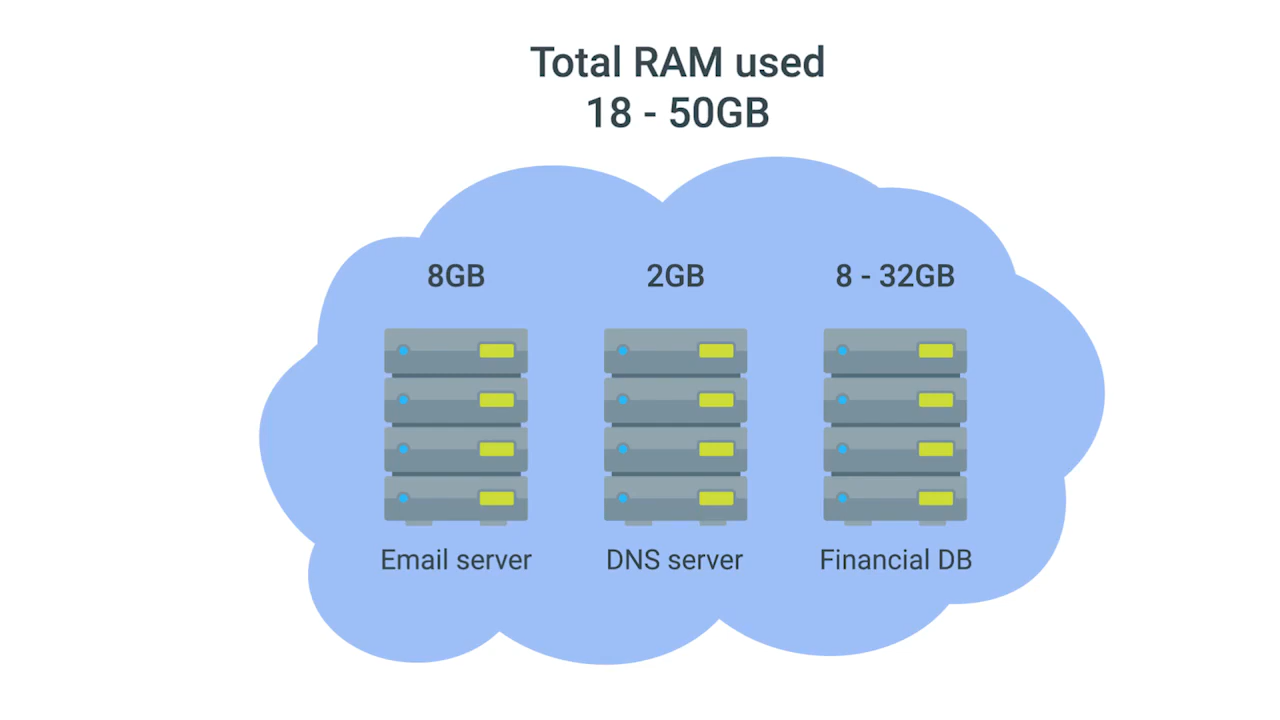 Total RAM used
18 - 50GB
8GB
2GB
8 - 32GB
Email server
DNS server
Financial DB